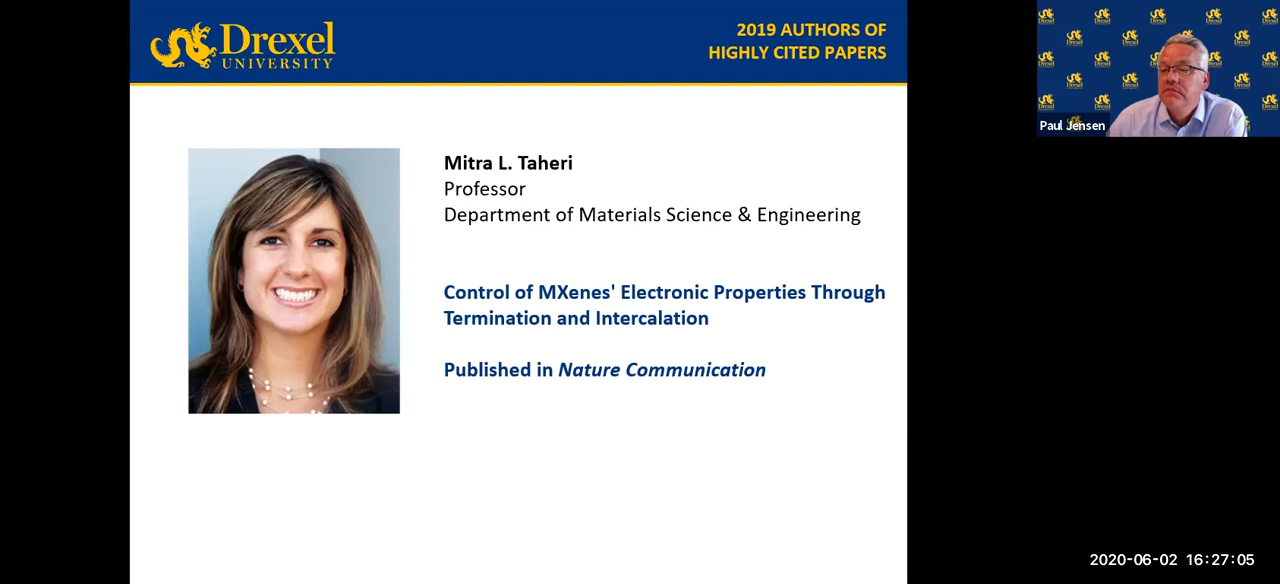 Drexel
UNIVERSITY
2019 AUTHORS OF
HIGHLY CITED PAPERS
Mitra L. Taheri
Professor
Department of Materials Science & Engineering
Control of MXenes' Electronic Properties Through
Termination and Intercalation
Published in Nature Communication
Paul Jensen
2020-06-02 16:27:05